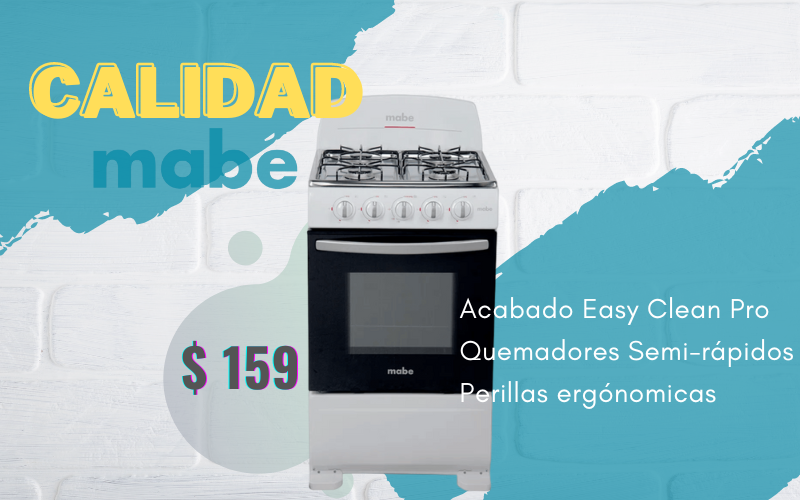 CALIDAD
mabe
mabe
mabe
$ 159
mabe
Acabado Easy Clean Pro
Quemadores Semi-rápidos
Perillas ergónomicas